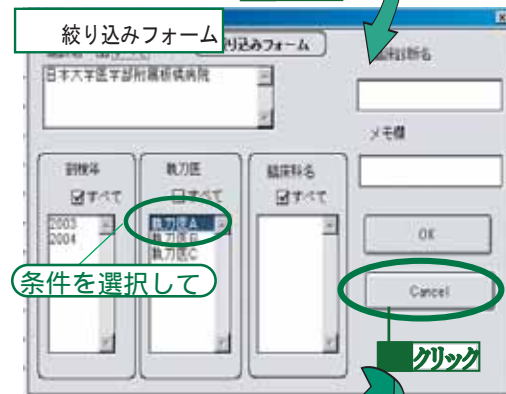 絞り込みフォーム
り込みフォーム
臨床診断名
日本大学医学部附属板橋病院
メモ欄
剖検年
執刀医
臨床科名
すべて
すべて
すべて
2003
2004
執刀医A
執刀医B
執刀医C
OK
条件を選択して
Cancel
クリック